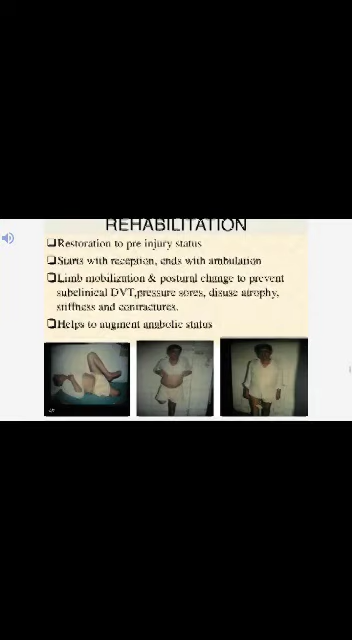 REHABILITATION
❑Restoration to pre injury status
❑Starts with reception, ends with ambulation
❑Limb mobilization & postural change to prevent
subclinical DVT,pressure sores, disuse atrophy,
stiffness and contractures.
❑Helps to augment anabolic status